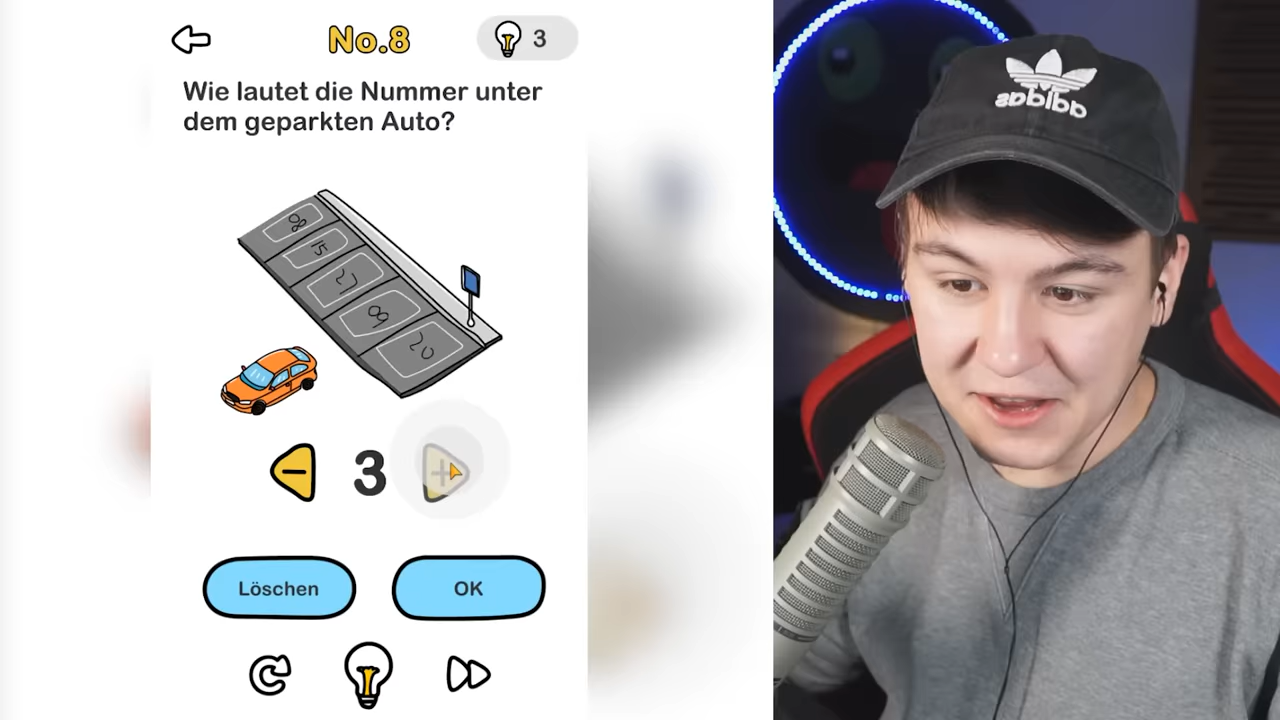 No.8
3
Wie lautet die Nummer unter
dem geparkten Auto?
3
Löschen
OK
adidas